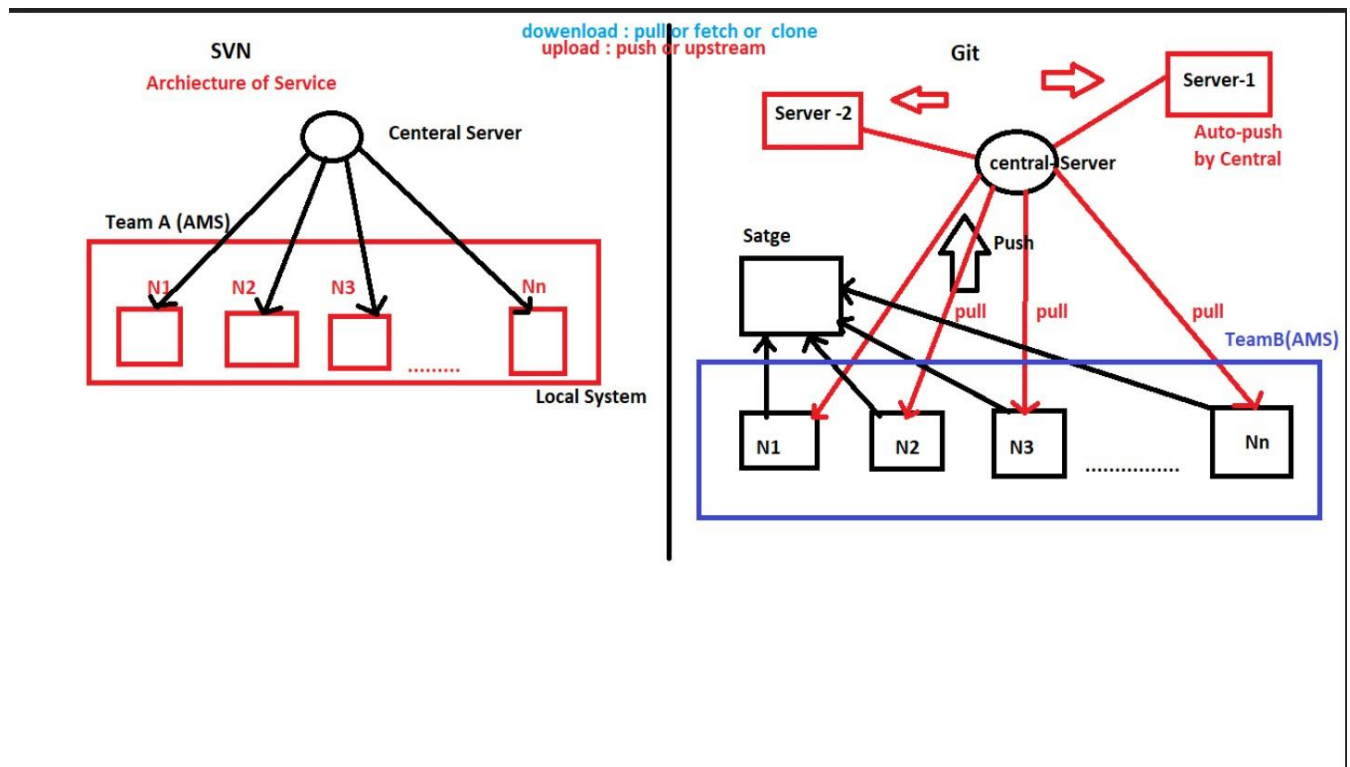 dowenload : pull or fetch or clone
upload : push or upstream
SVN
Archiecture of Service
Centeral Server
Team A (AMS)
N1
N2
N3
Nn
.........
Local System
Git
Server-1
Server -2
Auto-push
by Central
central- Server
Satge
Push
pull
pull
pull
TeamB(AMS)
N1
N2
N3
................
Nn